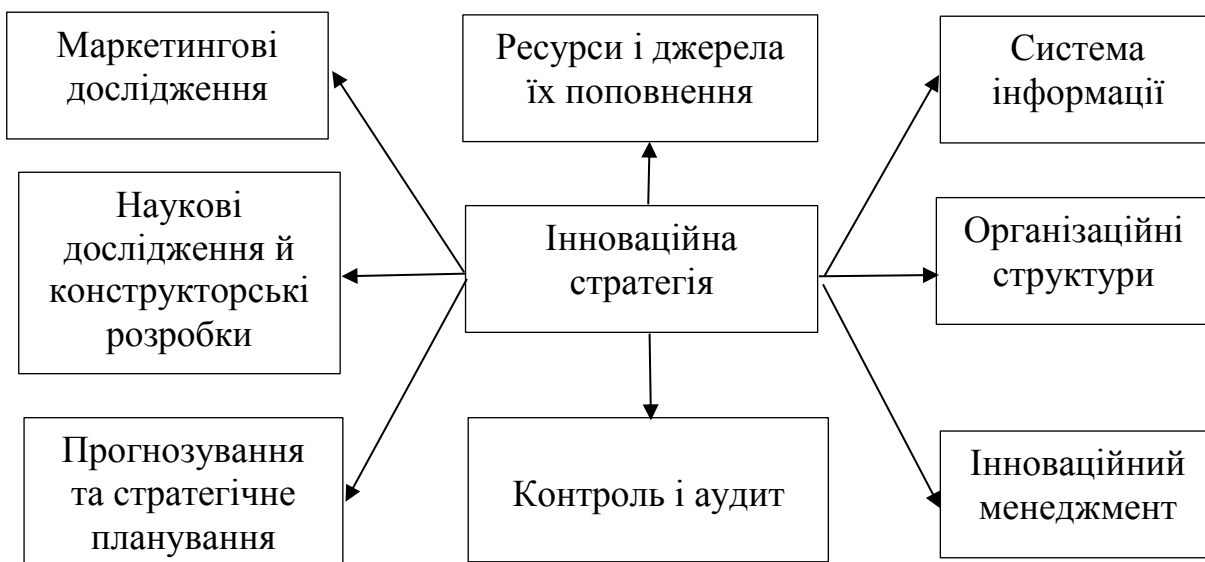 Маркетингові
дослідження
Ресурси і джерела
їх поповнення
Система
інформації
Наукові
дослідження й
конструкторські
розробки
Інноваційна
стратегія
Організаційні
структури
Прогнозування
та стратегічне
планування
Контроль і аудит
Інноваційний
менеджмент